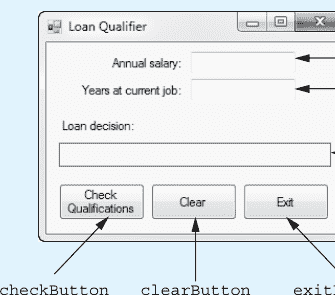 Loan Qualifier
Annual salary:
Years at current job:
Loan decision:
Check
Qualifications
Clear
Exit
checkButton clearButton